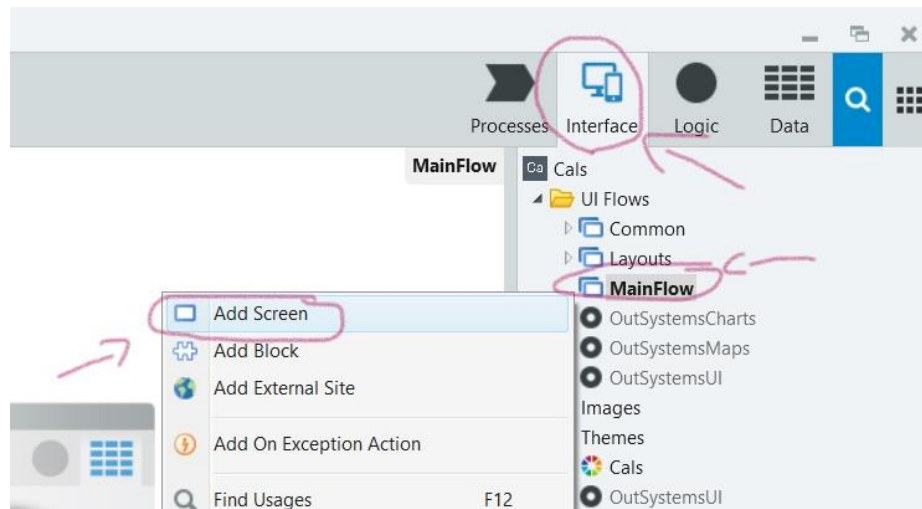 Processes Interface Logic Data
MainFlow
Ca Cals
UI Flows
Common
Layouts
MainFlow
Add Screen
OutSystemsCharts
Add Block
OutSystemsMaps
Add External Site
OutSystemsUI
Images
Add On Exception Action
Themes
Cals
Find Usages F12
OutSystemsUI